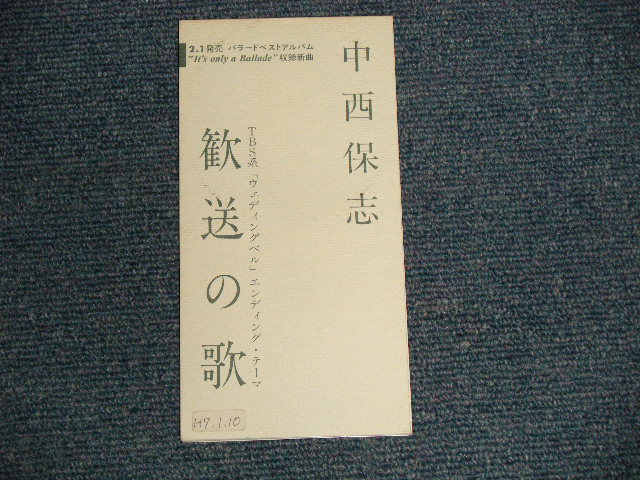 中西保志
2.1発売 バラードベストアルバム
"It's only a Ballade"収録新曲
TBS系「ウェディングベル」エンディング・テーマ
歓送の歌
H7.1.10